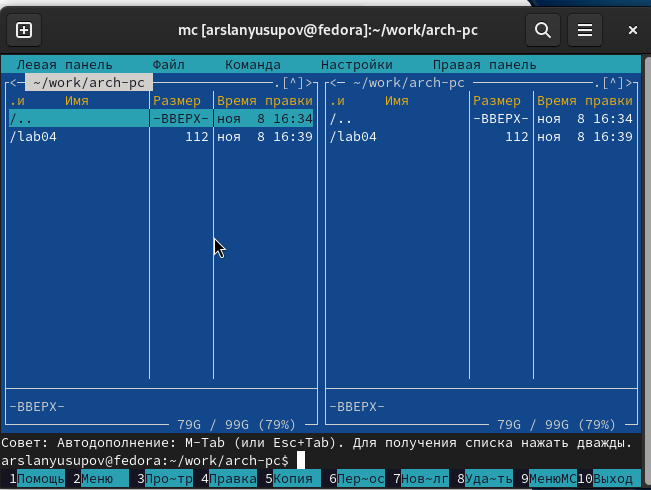 mc [arslanyusupov@fedora]:~/work/arch-pc
Левая панель Файл Команда Настройки Правая панель
<─ ~/work/arch-pc ─.[^]>
<─ ~/work/arch-pc ─.[^]>
.и Имя Размер Время правки
.и Имя Размер Время правки
/.. -ВВЕРХ- ноя 8 16:34
/.. -ВВЕРХ- ноя 8 16:34
/lab04 112 ноя 8 16:39
/lab04 112 ноя 8 16:39
-ВВЕРХ-
-ВВЕРХ-
79G / 99G (79%)
79G / 99G (79%)
Совет: Автодополнение: M-Tab (или Esc+Tab). Для получения списка нажать дважды.
arslanyusupov@fedora:~/work/arch-pc$
1Помощь 2Меню 3Про~тр 4Правка 5Копия 6Пер~ос 7Нов~лг 8Уда~ть 9МенюMC 10Выход